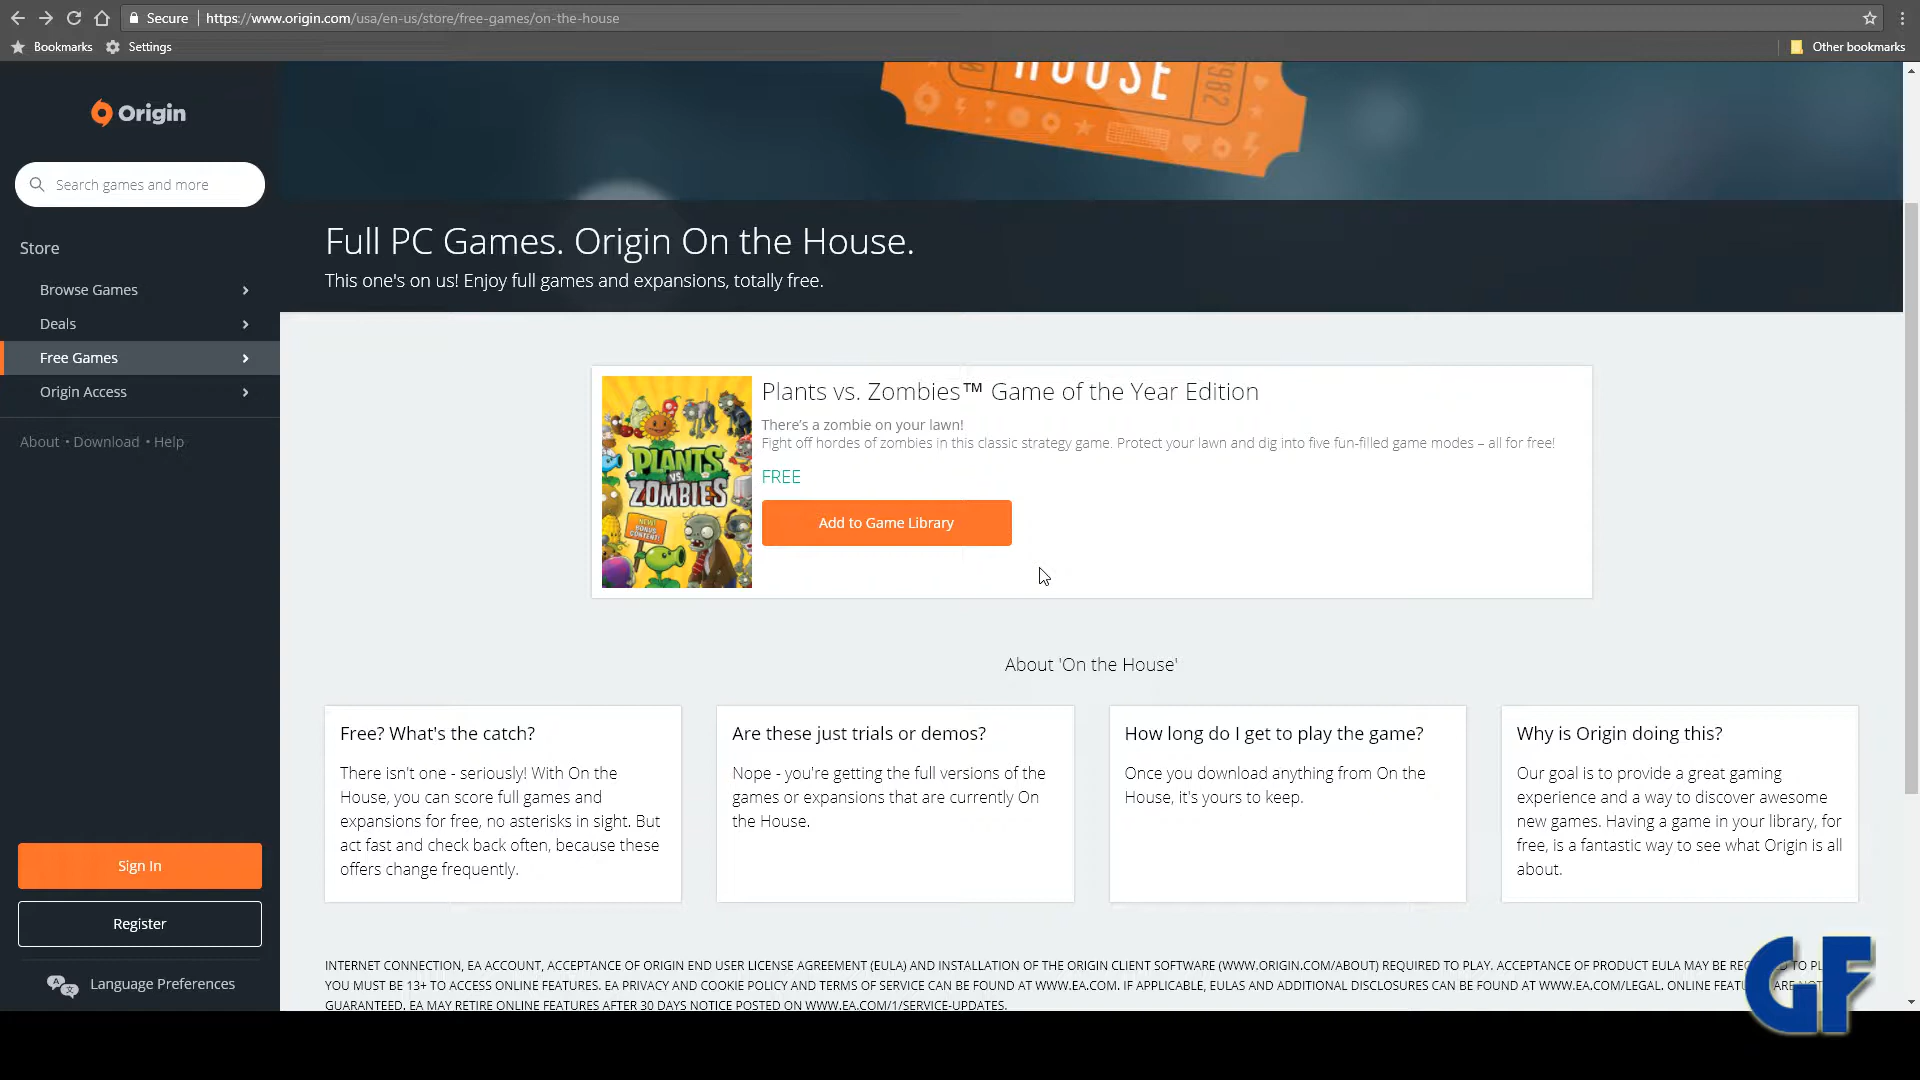 Secure https://www.origin.com/usa/en-us/store/free-games/on-the-house
Bookmarks Settings Other bookmarks
HOUSE
1982
Origin
Search games and more
Store
Browse Games
Deals
Free Games
Origin Access
About • Download • Help
Sign In
Register
Language Preferences
Full PC Games. Origin On the House.
This one's on us! Enjoy full games and expansions, totally free.
PLANTS
VS.
ZOMBIES
NEW!
BONUS
CONTENT!
Plants vs. Zombies™ Game of the Year Edition
There's a zombie on your lawn!
Fight off hordes of zombies in this classic strategy game. Protect your lawn and dig into five fun-filled game modes – all for free!
FREE
Add to Game Library
About 'On the House'
Free? What's the catch?
There isn't one - seriously! With On the
House, you can score full games and
expansions for free, no asterisks in sight. But
act fast and check back often, because these
offers change frequently.
Are these just trials or demos?
Nope - you're getting the full versions of the
games or expansions that are currently On
the House.
How long do I get to play the game?
Once you download anything from On the
House, it's yours to keep.
Why is Origin doing this?
Our goal is to provide a great gaming
experience and a way to discover awesome
new games. Having a game in your library, for
free, is a fantastic way to see what Origin is all
about.
INTERNET CONNECTION, EA ACCOUNT, ACCEPTANCE OF ORIGIN END USER LICENSE AGREEMENT (EULA) AND INSTALLATION OF THE ORIGIN CLIENT SOFTWARE (WWW.ORIGIN.COM/ABOUT) REQUIRED TO PLAY. ACCEPTANCE OF PRODUCT EULA MAY BE
YOU MUST BE 13+ TO ACCESS ONLINE FEATURES. EA PRIVACY AND COOKIE POLICY AND TERMS OF SERVICE CAN BE FOUND AT WWW.EA.COM. IF APPLICABLE, EULAS AND ADDITIONAL DISCLOSURES CAN BE FOUND AT WWW.EA.COM/LEGAL. ONLINE
GUARANTEED. EA MAY RETIRE ONLINE FEATURES AFTER 30 DAYS NOTICE POSTED ON WWW.EA.COM/1/SERVICE-UPDATES.
GF